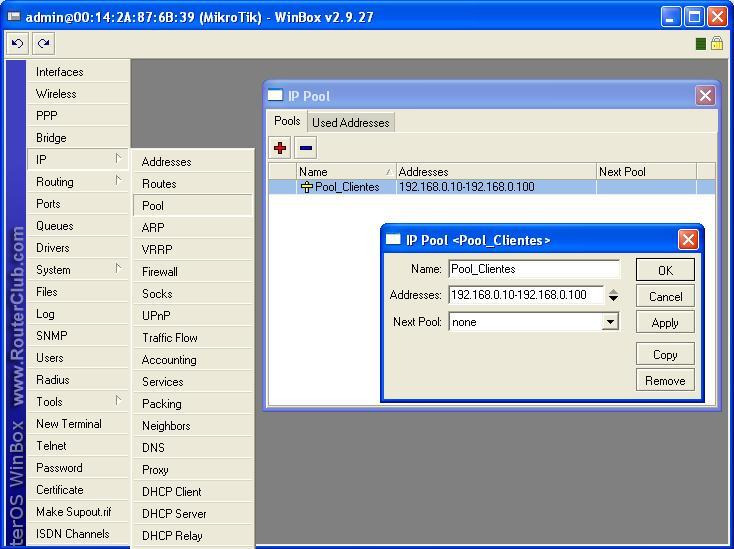 admin@00:14:2A:87:6B:39 (MikroTik) - WinBox v2.9.27
Interfaces
Wireless
PPP
Bridge
IP
Routing
Ports
Queues
Drivers
System
Files
Log
SNMP
Users
Radius
Tools
New Terminal
Telnet
Password
Certificate
Make Supout.rif
ISDN Channels
terOS WinBox www.RouterClub.com
Addresses
Routes
Pool
ARP
VRRP
Firewall
Socks
UPnP
Traffic Flow
Accounting
Services
Packing
Neighbors
DNS
Proxy
DHCP Client
DHCP Server
DHCP Relay
IP Pool
Pools Used Addresses
Name Addresses Next Pool
Pool_Clientes 192.168.0.10-192.168.0.100
IP Pool <Pool_Clientes>
Name: Pool_Clientes OK
Addresses: 192.168.0.10-192.168.0.100 Cancel
Next Pool: none Apply
Copy
Remove